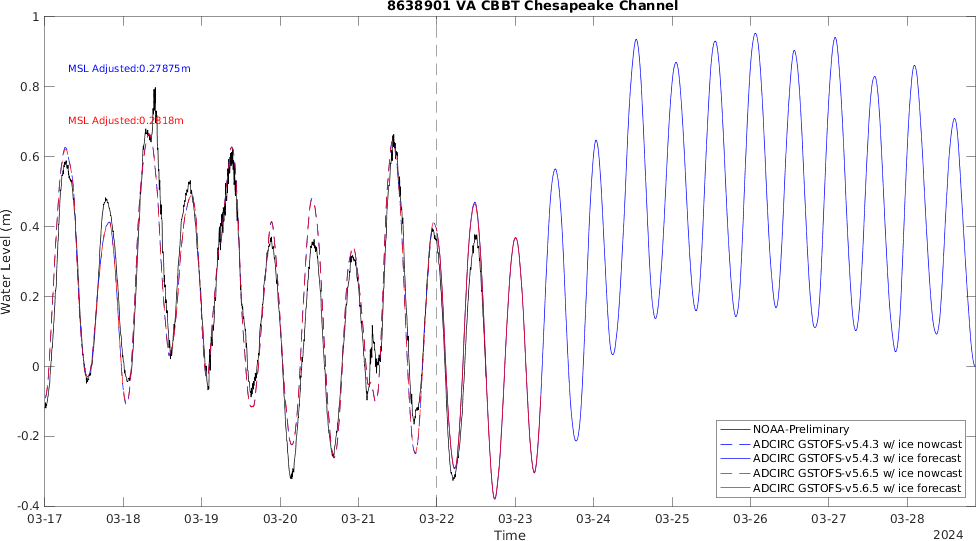 8638901 VA CBBT Chesapeake Channel
1
0.8
0.6
0.4
0.2
0
-0.2
-0.4
Water Level (m)
MSL Adjusted:0.27875m
MSL Adjusted:0.2818m
NOAA-Preliminary
ADCIRC GSTOFS-v5.4.3 w/ ice nowcast
ADCIRC GSTOFS-v5.4.3 w/ ice forecast
ADCIRC GSTOFS-v5.6.5 w/ ice nowcast
ADCIRC GSTOFS-v5.6.5 w/ ice forecast
03-17 03-18 03-19 03-20 03-21 03-22 03-23 03-24 03-25 03-26 03-27 03-28
Time
2024